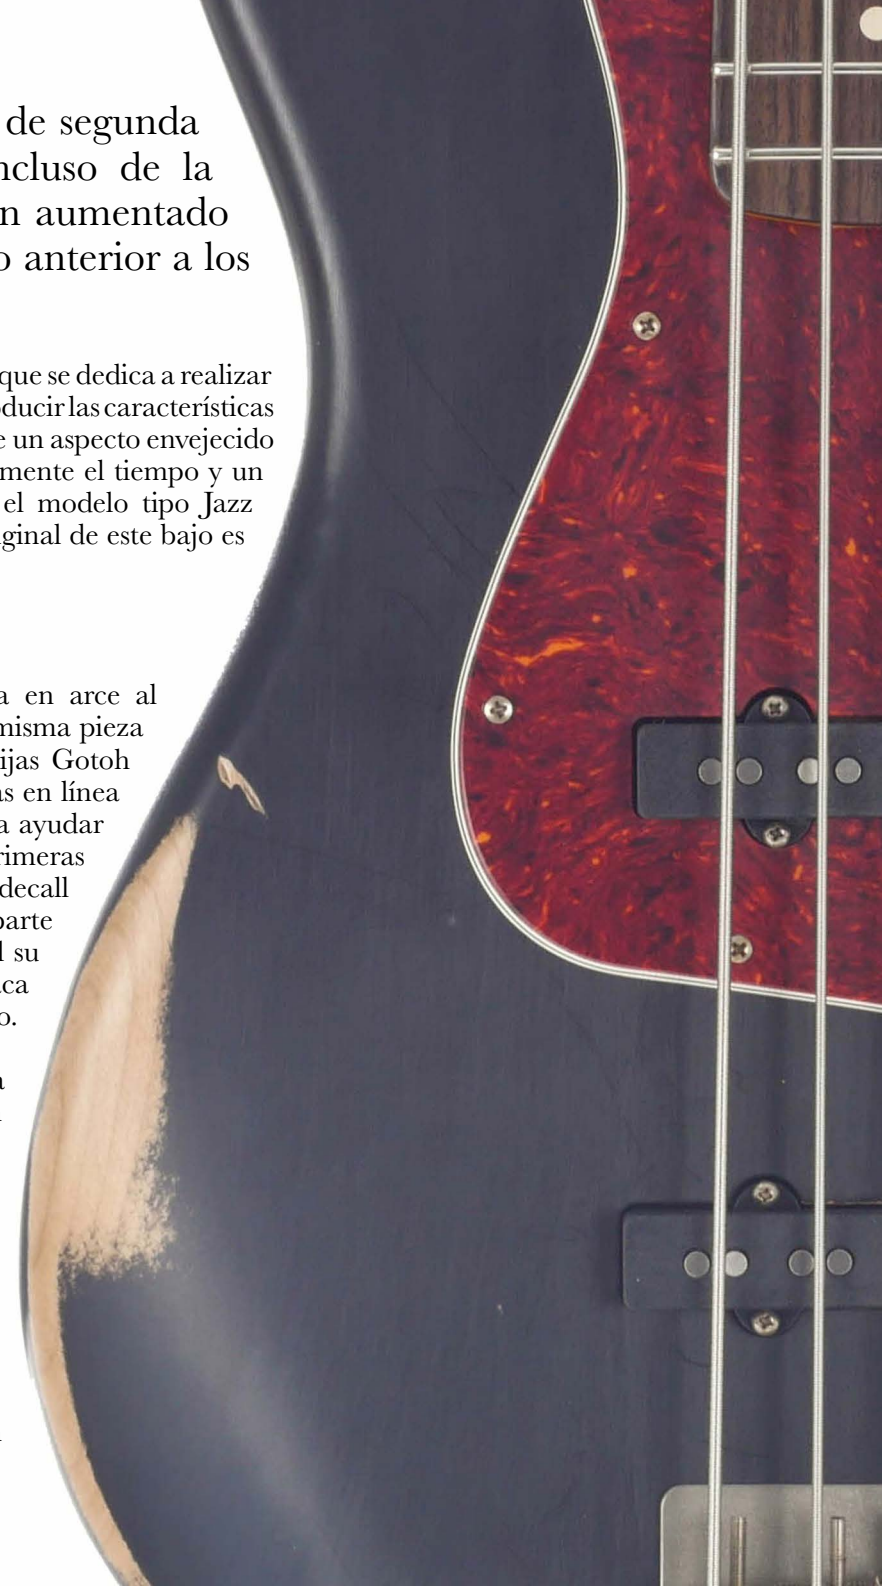 de segunda
ncluso de la
n aumentado
o anterior a los
que se dedica a realizar
ducir las características
e un aspecto envejecido
mente el tiempo y un
el modelo tipo Jazz
ginal de este bajo es
a en arce al
misma pieza
ijas Gotoh
as en línea
a ayudar
rimeras
decall
parte
l su
ca
o.
a